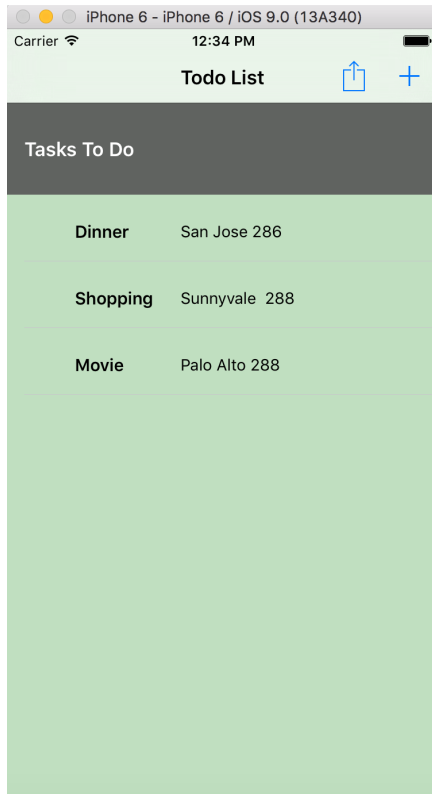 iPhone 6 - iPhone 6 / iOS 9.0 (13A340)
Carrier 12:34 PM
Todo List
Tasks To Do
Dinner San Jose 286
Shopping Sunnyvale  288
Movie Palo Alto 288